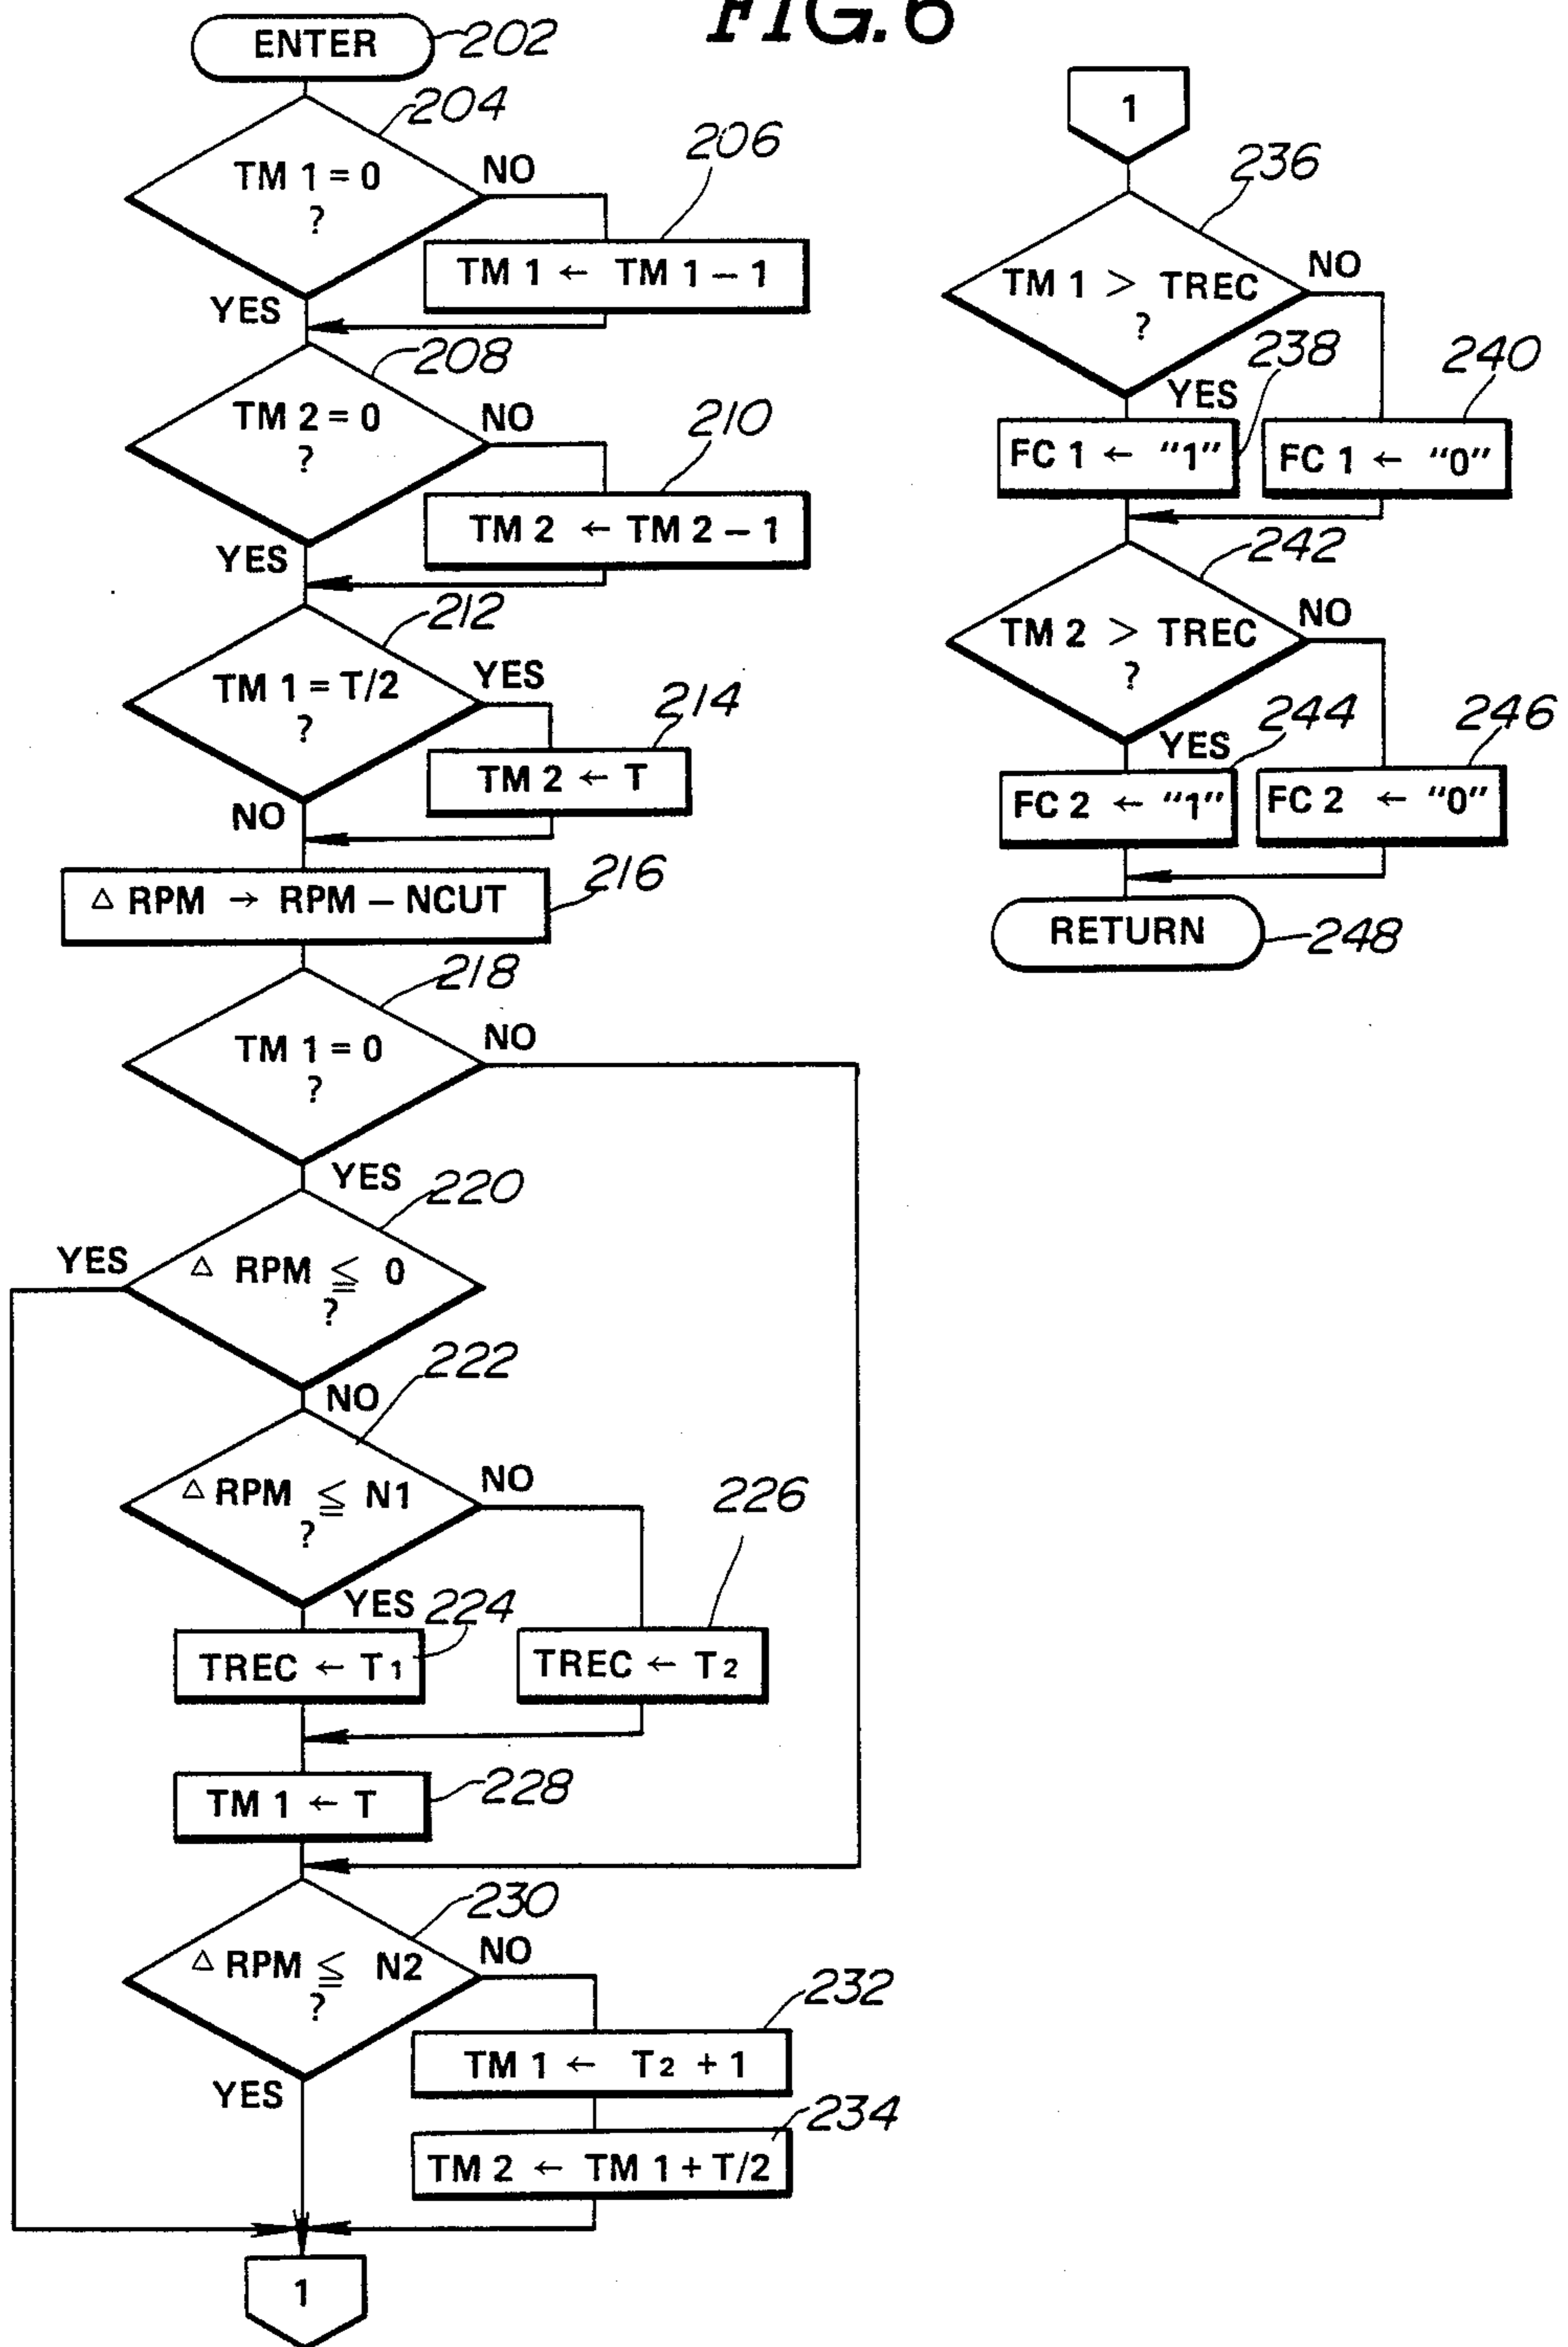 FIG. 6
ENTER
202
204
TM 1 = 0
?
NO
206
TM 1 ← TM 1 – 1
YES
208
TM 2 = 0
?
NO
210
TM 2 ← TM 2 – 1
YES
212
TM 1 = T/2
?
YES
214
TM 2 ← T
NO
△ RPM → RPM – NCUT
216
218
TM 1 = 0
?
NO
YES
220
YES
△ RPM ≦ 0
?
222
NO
△ RPM ≦ N1
?
NO
226
YES
224
TREC ← T1
TREC ← T2
TM 1 ← T
228
230
△ RPM ≦ N2
?
NO
232
TM 1 ← T2 + 1
YES
234
TM 2 ← TM 1 + T/2
1
1
236
TM 1 > TREC
?
NO
238
240
YES
FC 1 ← “1”
FC 1 ← “0”
242
TM 2 > TREC
?
NO
244
246
YES
FC 2 ← “1”
FC 2 ← “0”
RETURN
248